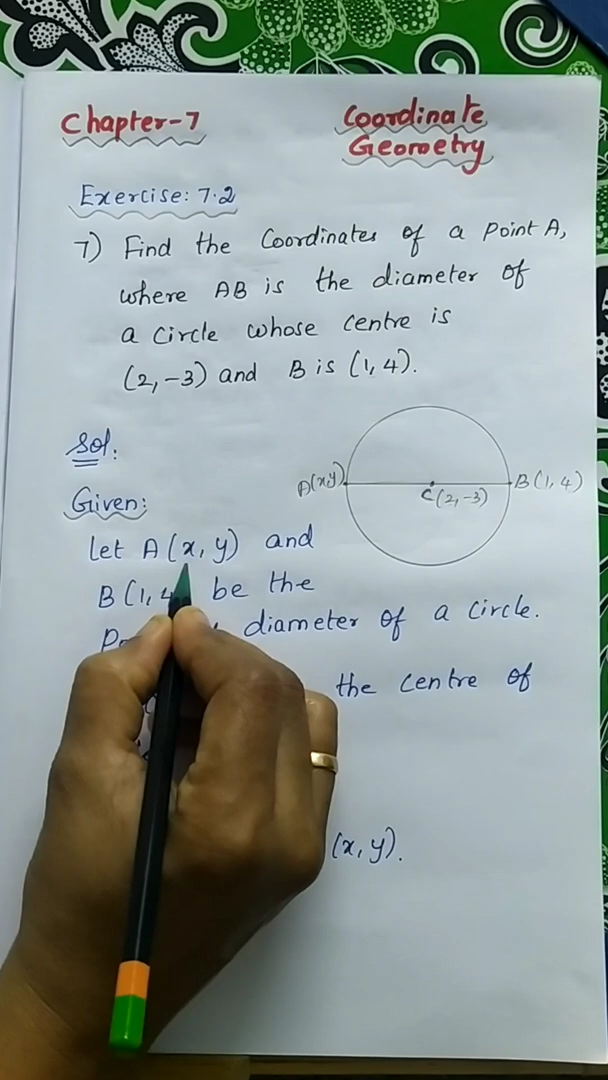 Chapter-7
Coordinate
Geometry
Exercise: 7.2
7) Find the Coordinates of a Point A,
where AB is the diameter of
a circle whose centre is
(2,-3) and B is (1,4).
Sol:
A(x,y)
C(2,-3)
B(1,4)
Given:
Let A(x,y) and
B(1,4 be the
diameter of a circle.
the centre of
(x,y).